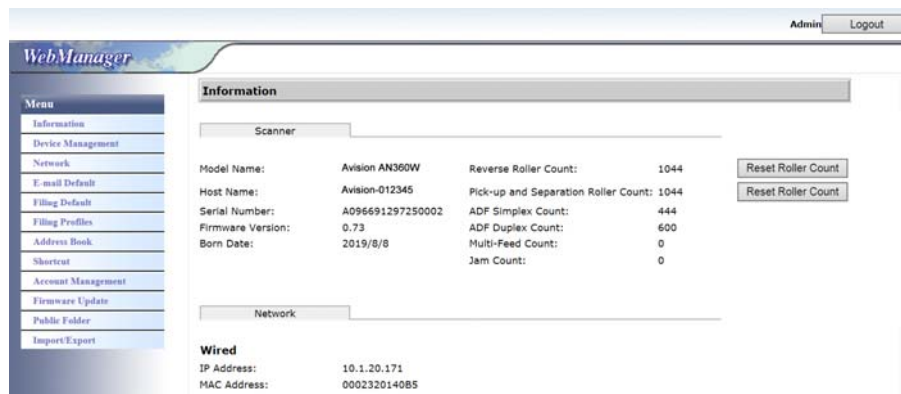 Admin Logout
WebManager
Information
Menu
Information
Device Management
Network
E-mail Default
Filing Default
Filing Profiles
Address Book
Shortcut
Account Management
Firmware Update
Public Folder
Import/Export
Scanner
Model Name: Avision AN360W Reverse Roller Count: 1044 Reset Roller Count
Host Name: Avision-012345 Pick-up and Separation Roller Count: 1044 Reset Roller Count
Serial Number: A096691297250002 ADF Simplex Count: 444
Firmware Version: 0.73 ADF Duplex Count: 600
Born Date: 2019/8/8 Multi-Feed Count: 0
Jam Count: 0
Network
Wired
IP Address: 10.1.20.171
MAC Address: 0002320140B5